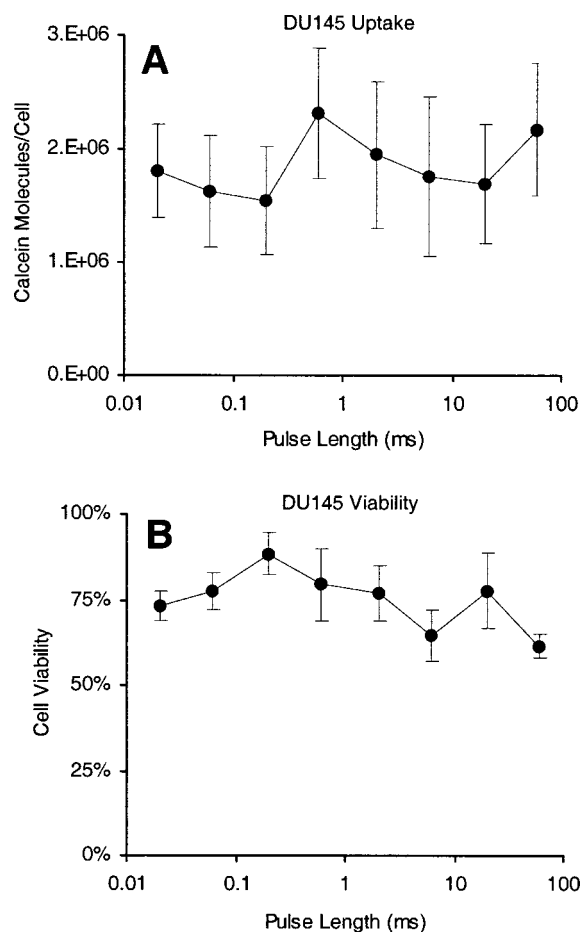 DU145 Uptake
A
3.E+06
2.E+06
1.E+06
0.E+00
Calcein Molecules/Cell
0.01 0.1 1 10 100
Pulse Length (ms)
DU145 Viability
B
100%
75%
50%
25%
0%
Cell Viability
0.01 0.1 1 10 100
Pulse Length (ms)